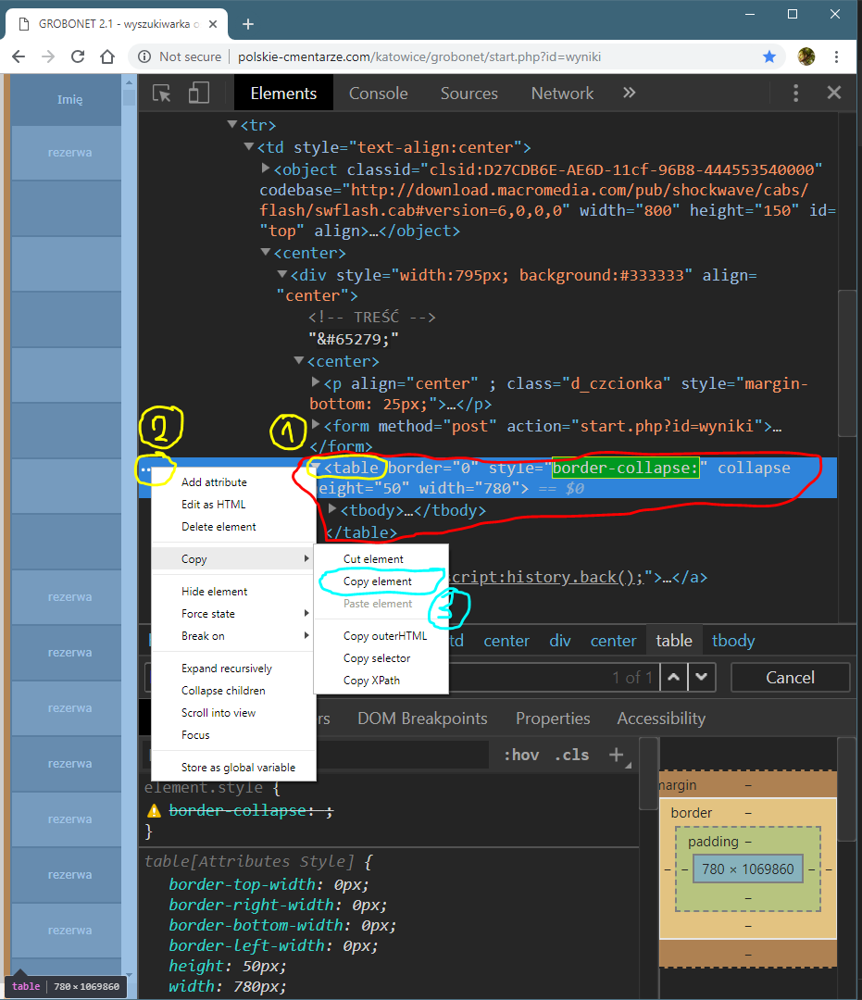 GROBONET 2.1 - wyszukiwarka o
Not secure | polskie-cmentarze.com/katowice/grobonet/start.php?id=wyniki
Imię
rezerwa
rezerwa
rezerwa
rezerwa
rezerwa
rezerwa
rezerwa
rezerwa
table | 780 × 1069860
Elements Console Sources Network »
<tr>
<td style="text-align:center">
<object classid="clsid:D27CDB6E-AE6D-11cf-96B8-444553540000"
codebase="http://download.macromedia.com/pub/shockwave/cabs/
flash/swflash.cab#version=6,0,0,0" width="800" height="150" id=
"top" align>…</object>
<center>
<div style="width:795px; background:#333333" align=
"center">
<!-- TREŚĆ -->
"&#65279;"
<center>
<p align="center" ; class="d_czcionka" style="margin-
bottom: 25px;">…</p>
<form method="post" action="start.php?id=wyniki">…
</form>
2
1
<table border="0" style="border-collapse:" collapse
eight="50" width="780"> == $0
<tbody>…</tbody>
</table>
cript:history.back();">…</a>
Add attribute
Edit as HTML
Delete element
Copy
Hide element
Force state
Break on
Expand recursively
Collapse children
Scroll into view
Focus
Store as global variable
Cut element
Copy element
3
Paste element
Copy outerHTML
Copy selector
Copy XPath
td center div center table tbody
1 of 1 Cancel
rs DOM Breakpoints Properties Accessibility
:hov .cls +
element.style {
border-collapse: ;
}
table[Attributes Style] {
border-top-width: 0px;
border-right-width: 0px;
border-bottom-width: 0px;
border-left-width: 0px;
height: 50px;
width: 780px;
margin –
border –
padding –
– – 780 × 1069860 – –
–
–
–